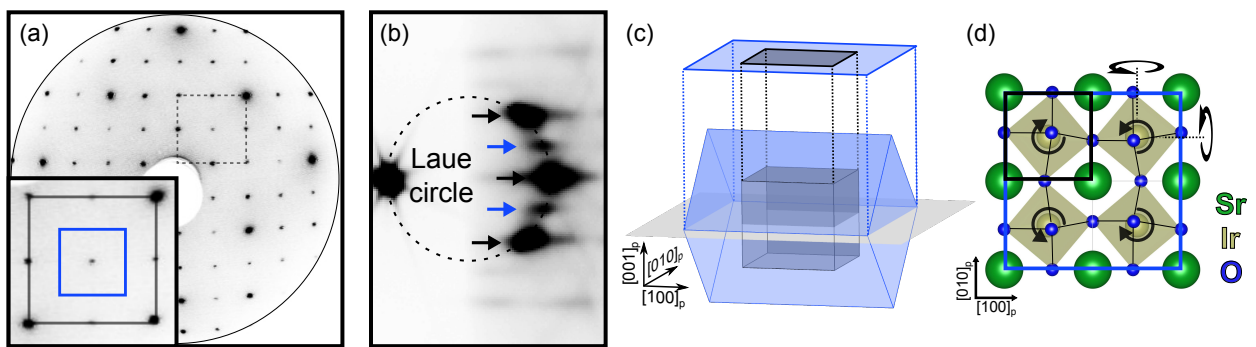 (a)
(b)
Laue
circle
(c)
[001]ₚ
[010]ₚ
[100]ₚ
(d)
[010]ₚ
[100]ₚ
Sr
Ir
O